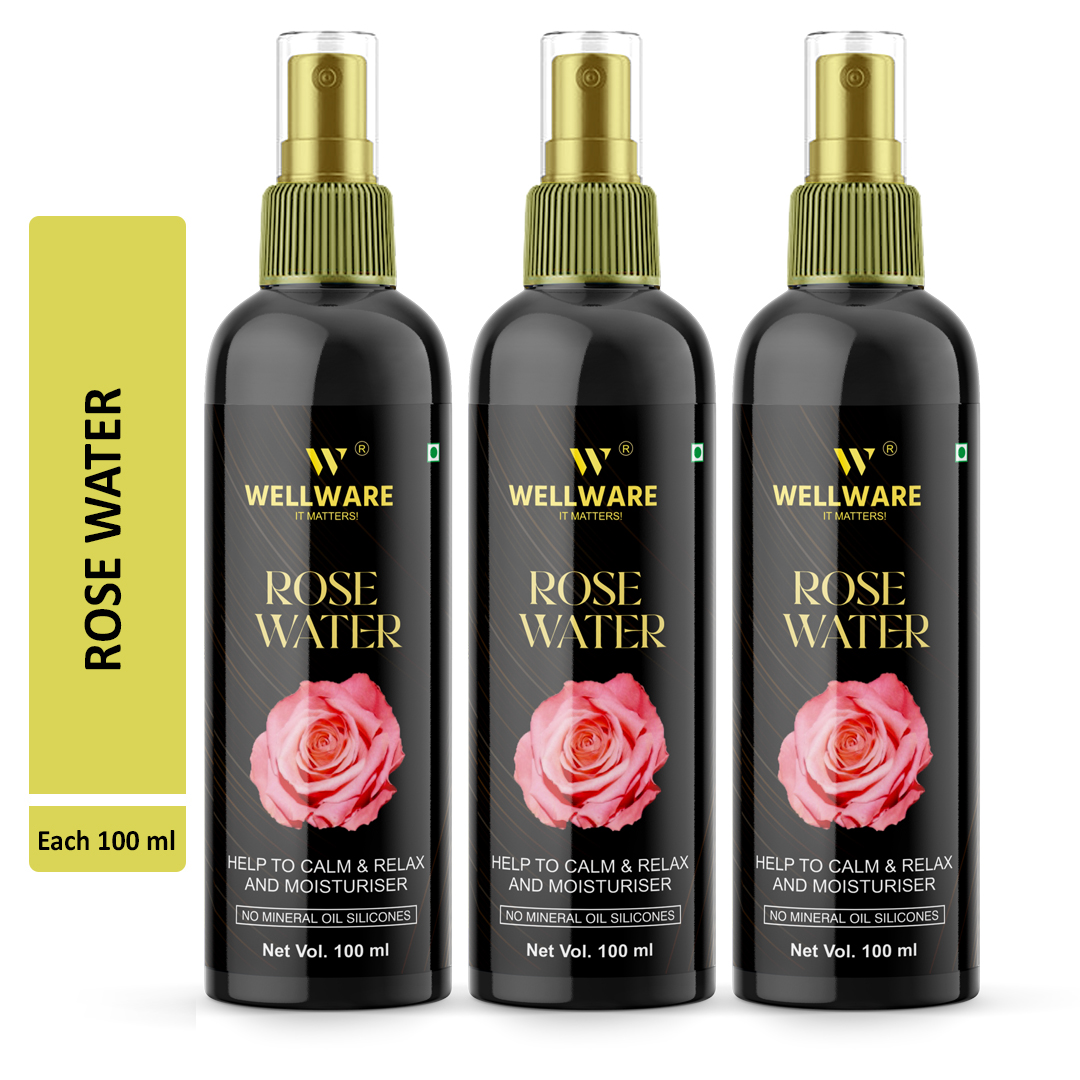 ROSE WATER
Each 100 ml
W ®
WELLWARE
IT MATTERS!
ROSE
WATER
HELP TO CALM & RELAX
AND MOISTURISER
NO MINERAL OIL SILICONES
Net Vol. 100 ml
W ®
WELLWARE
IT MATTERS!
ROSE
WATER
HELP TO CALM & RELAX
AND MOISTURISER
NO MINERAL OIL SILICONES
Net Vol. 100 ml
W ®
WELLWARE
IT MATTERS!
ROSE
WATER
HELP TO CALM & RELAX
AND MOISTURISER
NO MINERAL OIL SILICONES
Net Vol. 100 ml